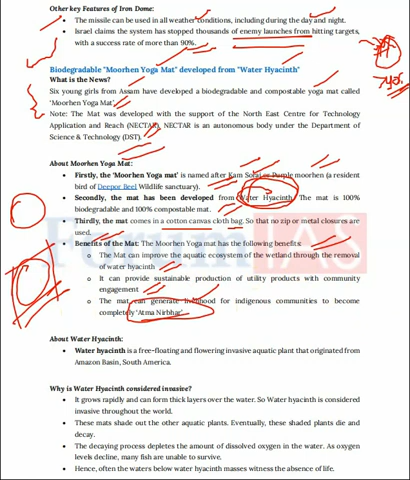 Other key Features of Iron Dome:
• The missile can be used in all weather conditions, including during the day and night.
• Israel claims the system has stopped thousands of enemy launches from hitting targets,
with a success rate of more than 90%.
Biodegradable "Moorhen Yoga Mat" developed from "Water Hyacinth"
What is the News?
Six young girls from Assam have developed a biodegradable and compostable yoga mat called
'Moorhen Yoga Mat'.
Note: The Mat was developed with the support of the North East Centre for Technology
Application and Reach (NECTAR). NECTAR is an autonomous body under the Department of
Science & Technology (DST).
About Moorhen Yoga Mat:
• Firstly, the 'Moorhen Yoga mat' is named after Kam Sorai or Purple moorhen (a resident
bird of Deepor Beel Wildlife sanctuary).
• Secondly, the mat has been developed from Water Hyacinth. The mat is 100%
biodegradable and 100% compostable mat.
• Thirdly, the mat comes in a cotton canvas cloth bag. So that no zip or metal closures are
used.
• Benefits of the Mat: The Moorhen Yoga mat has the following benefits
o The Mat can improve the aquatic ecosystem of the wetland through the removal
of water hyacinth
o It can provide sustainable production of utility products with community
engagement
o The mat can generate livelihood for indigenous communities to become
completely 'Atma Nirbhar'
ForumIAS
About Water Hyacinth:
• Water hyacinth is a free-floating and flowering invasive aquatic plant that originated from
Amazon Basin, South America.
Why is Water Hyacinth considered invasive?
• It grows rapidly and can form thick layers over the water. So Water Hyacinth is considered
invasive throughout the world.
• These mats shade out the other aquatic plants. Eventually, these shaded plants die and
decay.
• The decaying process depletes the amount of dissolved oxygen in the water. As oxygen
levels decline, many fish are unable to survive.
• Hence, often the waters below water hyacinth masses witness the absence of life.